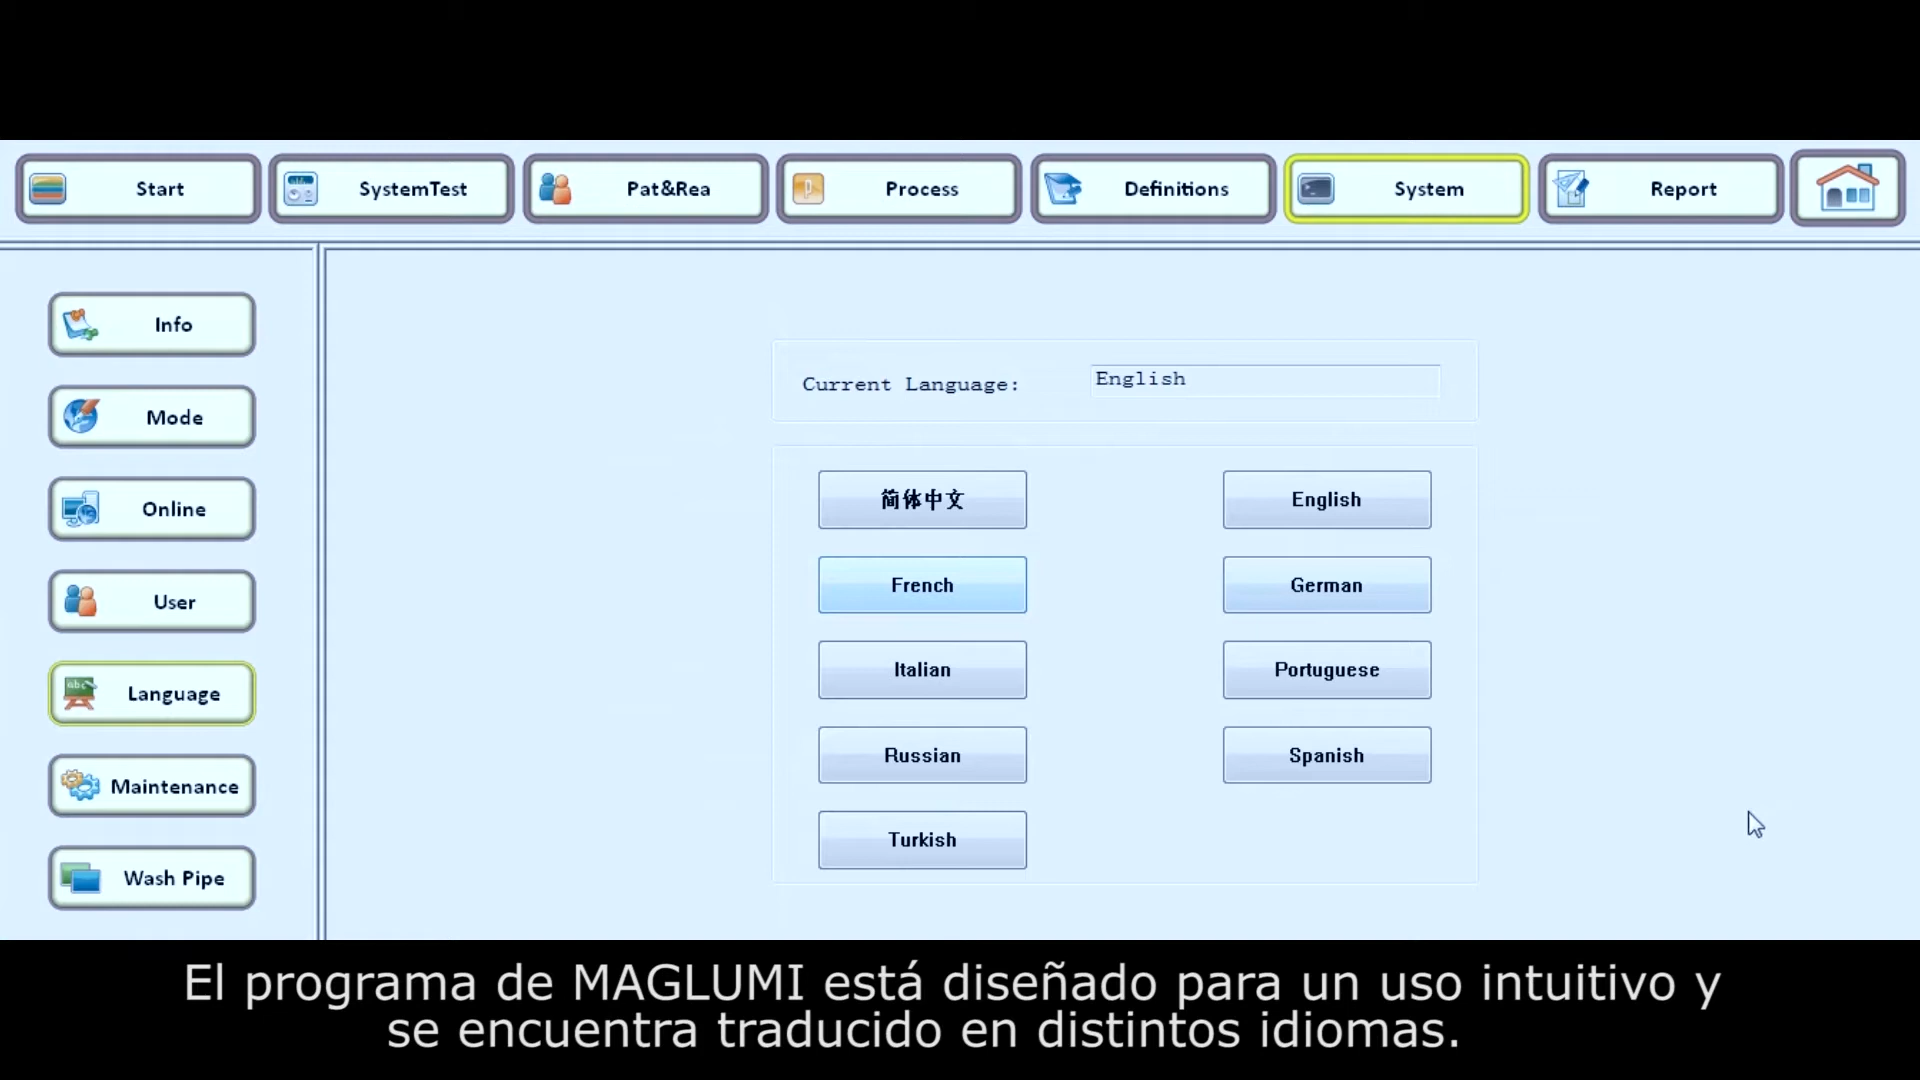 Start
SystemTest
Pat&Rea
Process
Definitions
System
Report
Info
Mode
Online
User
Language
Maintenance
Wash Pipe
Current Language:
English
简体中文
English
French
German
Italian
Portuguese
Russian
Spanish
Turkish
El programa de MAGLUMI está diseñado para un uso intuitivo y
se encuentra traducido en distintos idiomas.